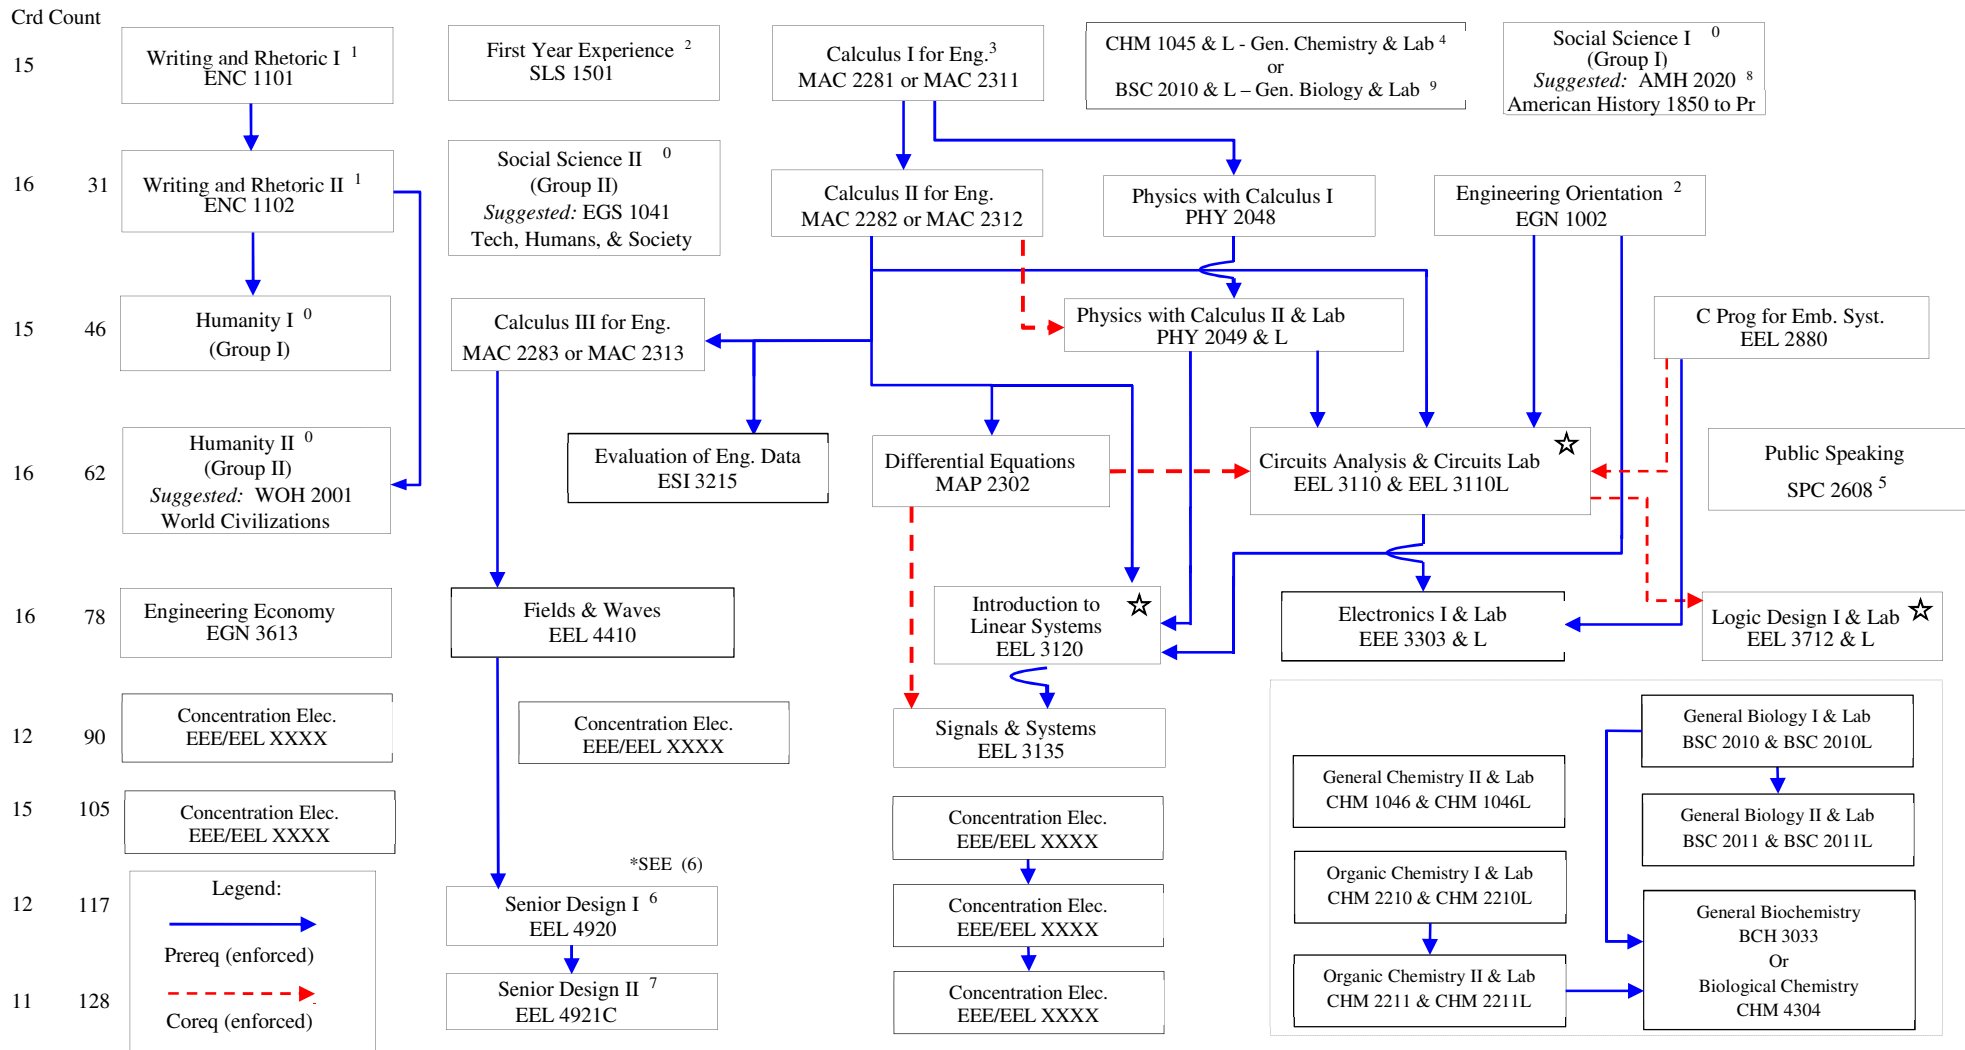 Crd Count
15
Writing and Rhetoric I 1
ENC 1101
First Year Experience 2
SLS 1501
Calculus I for Eng.3
MAC 2281 or MAC 2311
CHM 1045 & L - Gen. Chemistry & Lab 4
or
BSC 2010 & L – Gen. Biology & Lab 9
Social Science I 0
(Group I)
Suggested: AMH 2020 8
American History 1850 to Pr
16 31
Writing and Rhetoric II 1
ENC 1102
Social Science II 0
(Group II)
Suggested: EGS 1041
Tech, Humans, & Society
Calculus II for Eng.
MAC 2282 or MAC 2312
Physics with Calculus I
PHY 2048
Engineering Orientation 2
EGN 1002
15 46
Humanity I 0
(Group I)
Calculus III for Eng.
MAC 2283 or MAC 2313
Physics with Calculus II & Lab
PHY 2049 & L
C Prog for Emb. Syst.
EEL 2880
16 62
Humanity II 0
(Group II)
Suggested: WOH 2001
World Civilizations
Evaluation of Eng. Data
ESI 3215
Differential Equations
MAP 2302
Circuits Analysis & Circuits Lab
EEL 3110 & EEL 3110L
Public Speaking
SPC 2608 5
16 78
Engineering Economy
EGN 3613
Fields & Waves
EEL 4410
Introduction to
Linear Systems
EEL 3120
Electronics I & Lab
EEE 3303 & L
Logic Design I & Lab
EEL 3712 & L
12 90
Concentration Elec.
EEE/EEL XXXX
Concentration Elec.
EEE/EEL XXXX
Signals & Systems
EEL 3135
General Biology I & Lab
BSC 2010 & BSC 2010L
General Chemistry II & Lab
CHM 1046 & CHM 1046L
15 105
Concentration Elec.
EEE/EEL XXXX
Concentration Elec.
EEE/EEL XXXX
General Biology II & Lab
BSC 2011 & BSC 2011L
*SEE (6)
Organic Chemistry I & Lab
CHM 2210 & CHM 2210L
12 117
Senior Design I 6
EEL 4920
Concentration Elec.
EEE/EEL XXXX
General Biochemistry
BCH 3033
Or
Biological Chemistry
CHM 4304
11 128
Senior Design II 7
EEL 4921C
Concentration Elec.
EEE/EEL XXXX
Organic Chemistry II & Lab
CHM 2211 & CHM 2211L
Legend:
Prereq (enforced)
Coreq (enforced)